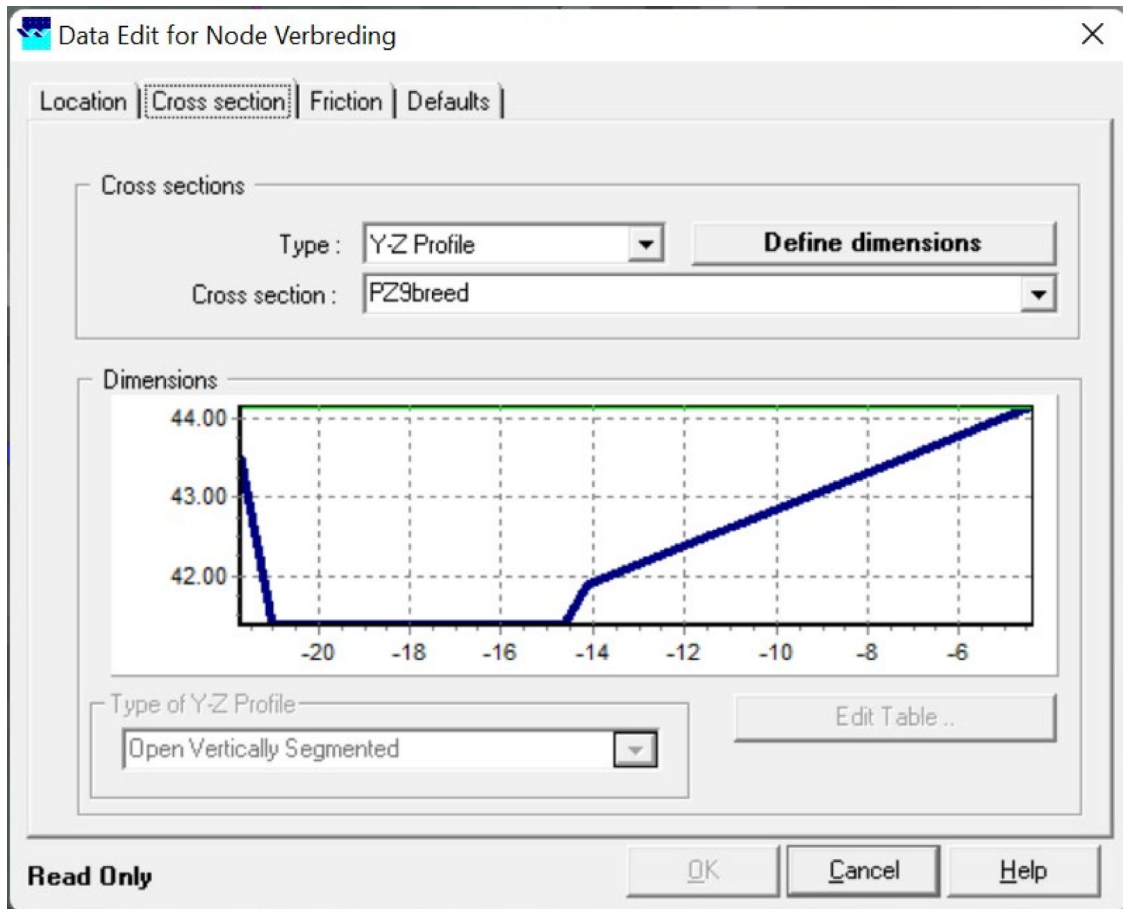 Data Edit for Node Verbreding
Location Cross section Friction Defaults
Cross sections
Type : Y-Z Profile Define dimensions
Cross section : PZ9breed
Dimensions
44.00
43.00
42.00
-20 -18 -16 -14 -12 -10 -8 -6
Type of Y-Z Profile
Open Vertically Segmented
Edit Table ..
Read Only OK Cancel Help